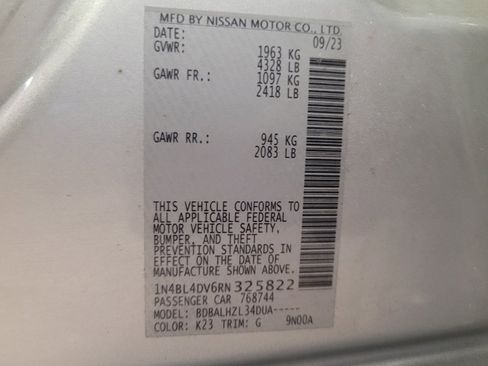 MFD BY NISSAN MOTOR CO., LTD.
DATE: 09/23
GVWR: 1963 KG
4328 LB
GAWR FR.: 1097 KG
2418 LB
GAWR RR.: 945 KG
2083 LB
THIS VEHICLE CONFORMS TO
ALL APPLICABLE FEDERAL
MOTOR VEHICLE SAFETY,
BUMPER, AND THEFT
PREVENTION STANDARDS IN
EFFECT ON THE DATE OF
MANUFACTURE SHOWN ABOVE.
1N4BL4DV6RN325822
PASSENGER CAR 768744
MODEL: BDBALHZL34DUA-----
COLOR: K23 TRIM: G 9N00A